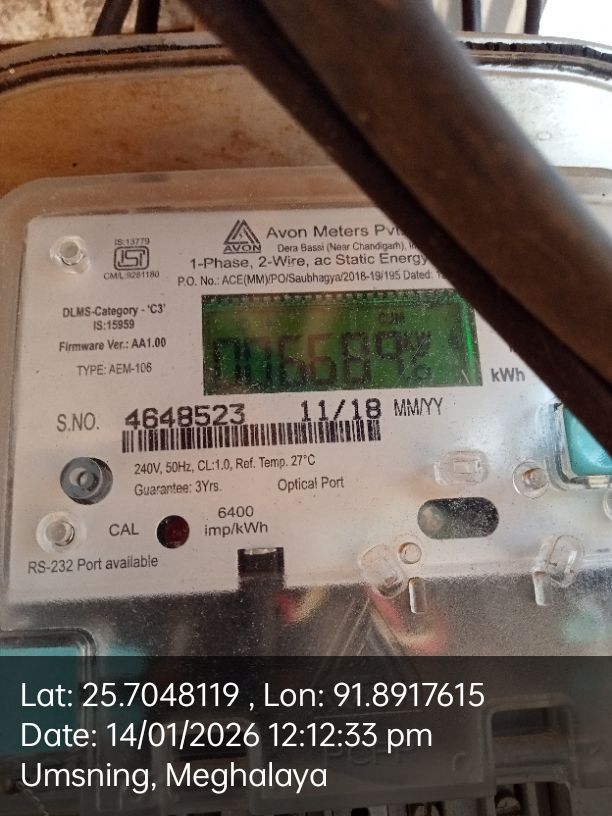 IS:13779
CM/L:9281180
AVON
Avon Meters Pvt
Dera Bassi (Near Chandigarh),
1-Phase, 2-Wire, ac Static Energy
P.O. No.: ACE(MM)/PO/Saubhagya/2018-19/195 Dated:
DLMS-Category - 'C3'
IS:15959
Firmware Ver.: AA1.00
TYPE: AEM-106
CUM
kWh
S.NO. 4648523 11/18 MM/YY
240V, 50Hz, CL:1.0, Ref. Temp. 27°C
Guarantee: 3Yrs. Optical Port
CAL
6400
imp/kWh
RS-232 Port available
Lat: 25.7048119 , Lon: 91.8917615
Date: 14/01/2026 12:12:33 pm
Umsning, Meghalaya